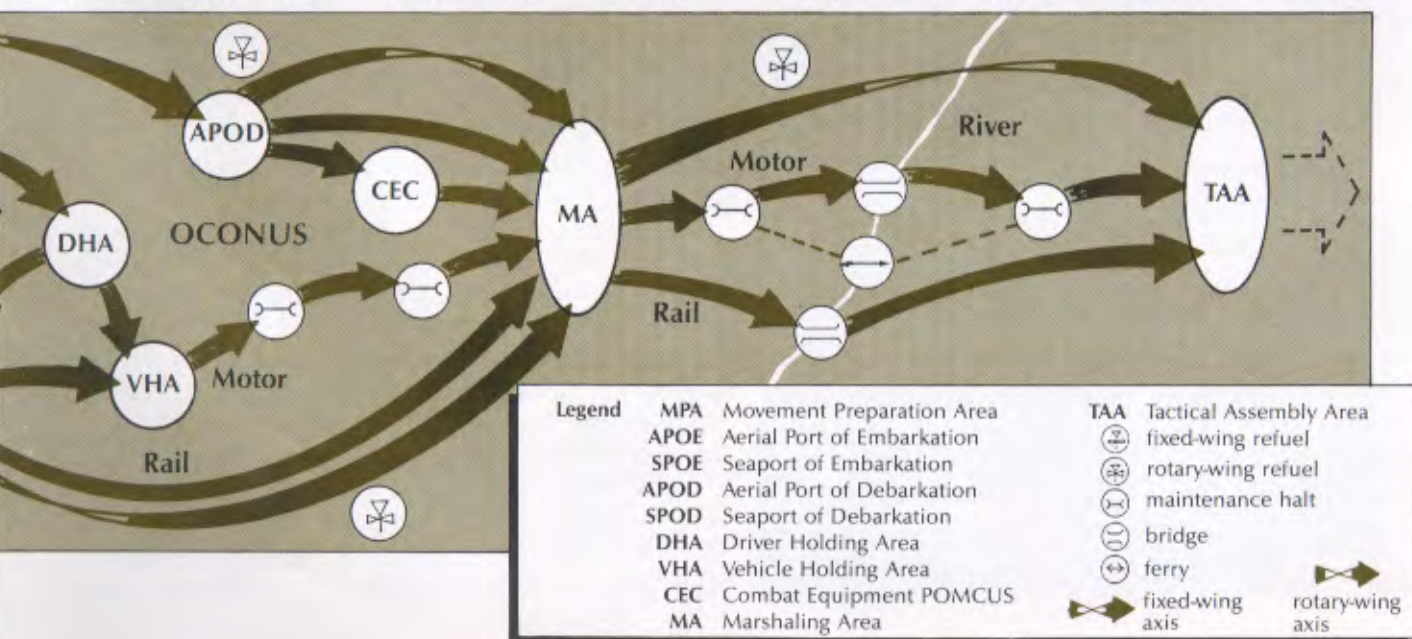 APOD
River
Motor
CEC
MA
TAA
DHA
OCONUS
Rail
VHA
Motor
Rail
Legend
MPA Movement Preparation Area
APOE Aerial Port of Embarkation
SPOE Seaport of Embarkation
APOD Aerial Port of Debarkation
SPOD Seaport of Debarkation
DHA Driver Holding Area
VHA Vehicle Holding Area
CEC Combat Equipment POMCUS
MA Marshaling Area
TAA Tactical Assembly Area
fixed-wing refuel
rotary-wing refuel
maintenance halt
bridge
ferry
fixed-wing
axis
rotary-wing
axis